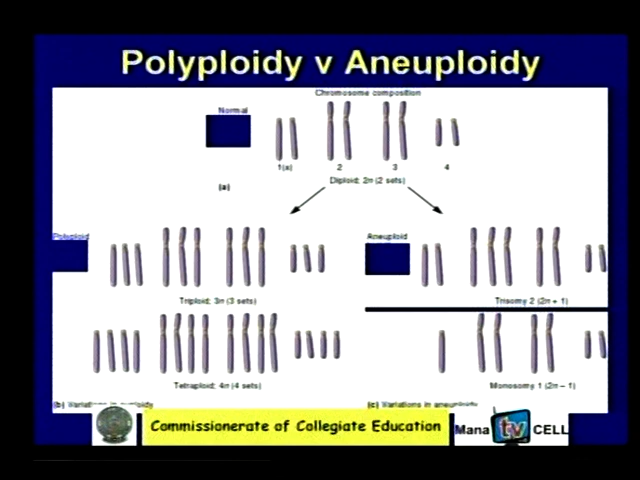 Polyploidy v Aneuploidy
Chromosome composition
Normal
1(x) 2 3 4
Diploid; 2n (2 sets)
(a)
Polyploid
Aneuploid
Triploid; 3n (3 sets)
Trisomy 2 (2n + 1)
Tetraploid; 4n (4 sets)
Monosomy 1 (2n – 1)
(b) Variations in euploidy
(c) Variations in aneuploidy
Commissionerate of Collegiate Education
Mana tv CELL